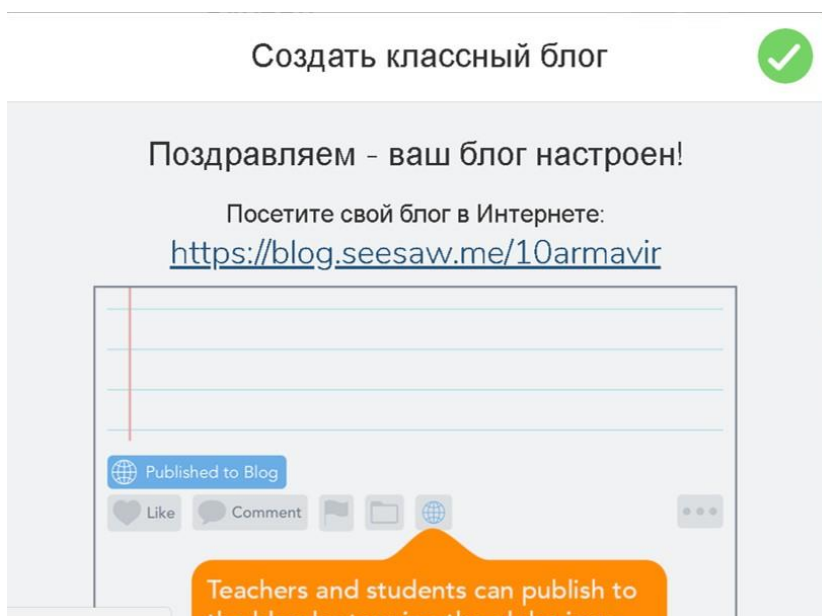 Создать классный блог
Поздравляем - ваш блог настроен!
Посетите свой блог в Интернете:
https://blog.seesaw.me/10armavir
Published to Blog
Like Comment
Teachers and students can publish to